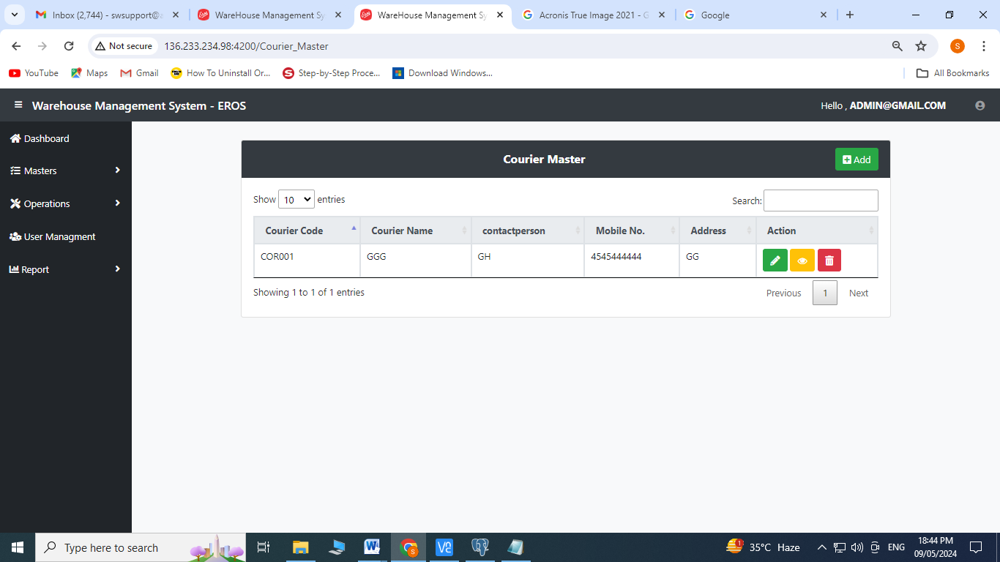 Inbox (2,744) - swsupport@a
WareHouse Management Sy
WareHouse Management Sy
Acronis True Image 2021 - G
Google
Not secure
136.233.234.98:4200/Courier_Master
S
YouTube
Maps
Gmail
How To Uninstall Or...
Step-by-Step Proce...
Download Windows...
All Bookmarks
Warehouse Management System - EROS
Hello , ADMIN@GMAIL.COM
Dashboard
Masters
Operations
User Managment
Report
Courier Master
Add
Show 10 entries
Search:
Courier Code Courier Name contactperson Mobile No. Address Action
COR001 GGG GH 4545444444 GG
Showing 1 to 1 of 1 entries
Previous 1 Next
Type here to search
1
35°C Haze
ENG
18:44 PM
09/05/2024